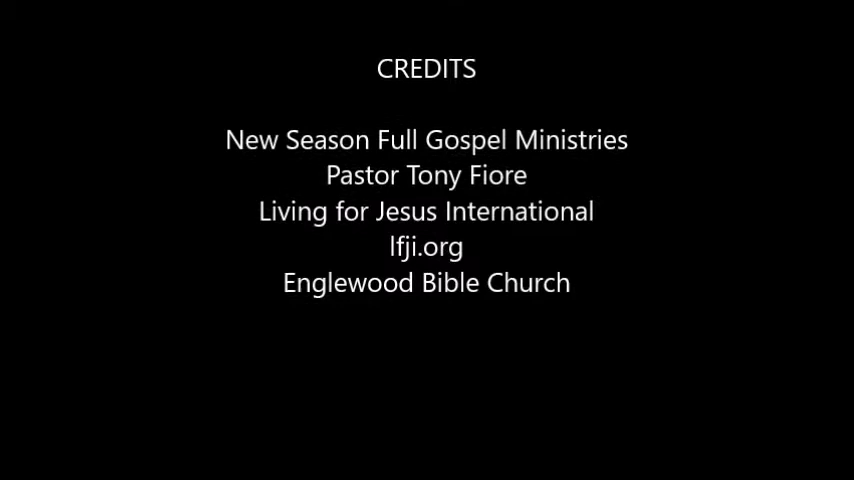 CREDITS
New Season Full Gospel Ministries
Pastor Tony Fiore
Living for Jesus International
lfji.org
Englewood Bible Church